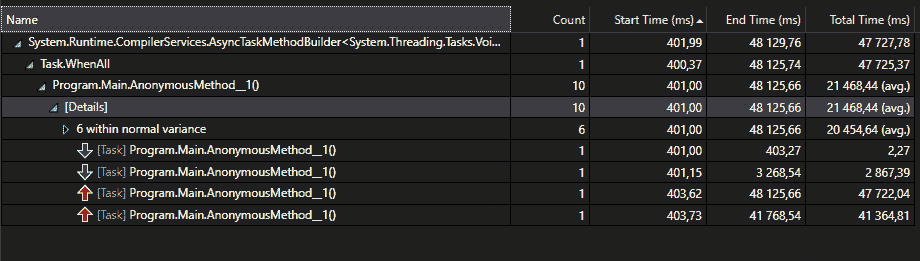 Name Count Start Time (ms) End Time (ms) Total Time (ms)
System.Runtime.CompilerServices.AsyncTaskMethodBuilder<System.Threading.Tasks.Voi... 1 401,99 48 129,76 47 727,78
Task.WhenAll 1 400,37 48 125,74 47 725,37
Program.Main.AnonymousMethod__1() 10 401,00 48 125,66 21 468,44 (avg.)
[Details] 10 401,00 48 125,66 21 468,44 (avg.)
6 within normal variance 6 401,00 48 125,66 20 454,64 (avg.)
[Task] Program.Main.AnonymousMethod__1() 1 401,00 403,27 2,27
[Task] Program.Main.AnonymousMethod__1() 1 401,15 3 268,54 2 867,39
[Task] Program.Main.AnonymousMethod__1() 1 403,62 48 125,66 47 722,04
[Task] Program.Main.AnonymousMethod__1() 1 403,73 41 768,54 41 364,81